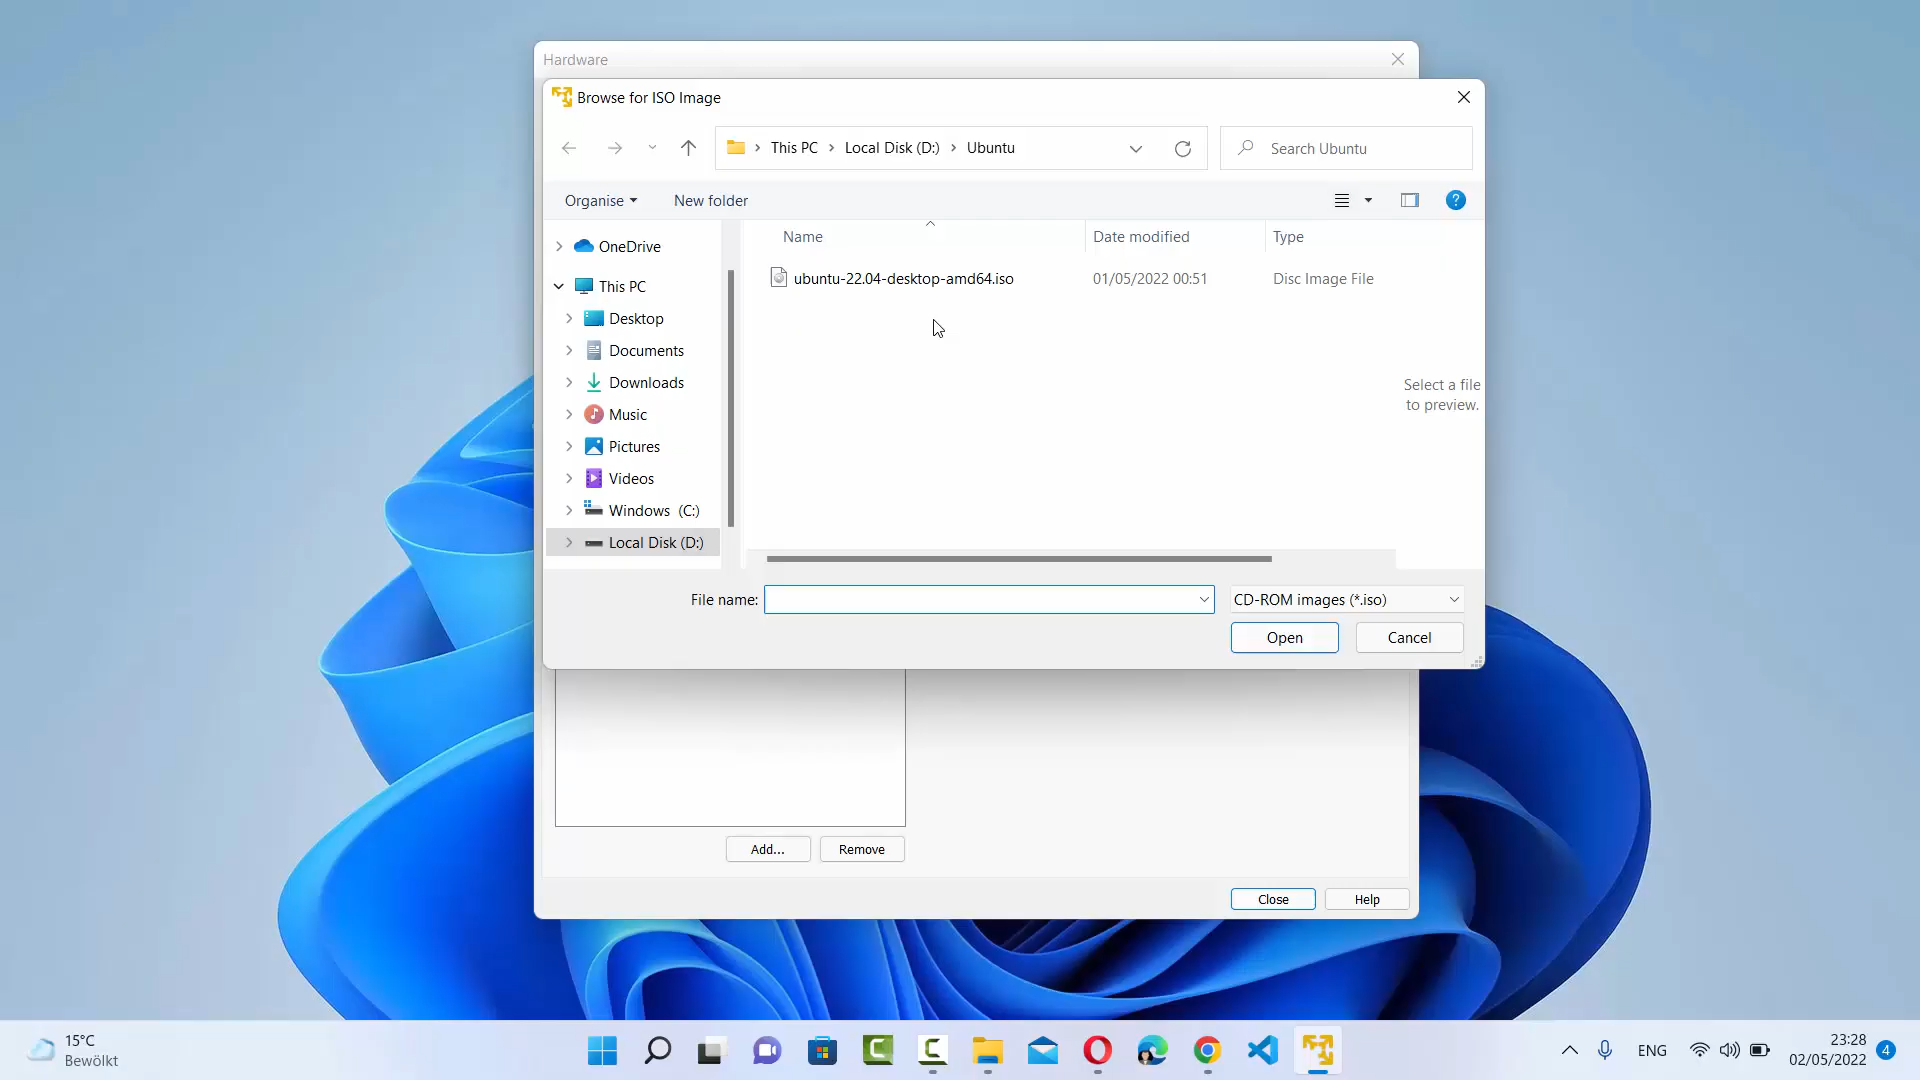 Hardware
Browse for ISO Image
This PC
Local Disk (D:)
Ubuntu
Search Ubuntu
Organise
New folder
?
Name
Date modified
Type
OneDrive
ubuntu-22.04-desktop-amd64.iso
01/05/2022 00:51
Disc Image File
This PC
Desktop
Documents
Downloads
Music
Pictures
Videos
Windows (C:)
Local Disk (D:)
Select a file
to preview.
File name:
CD-ROM images (*.iso)
Open
Cancel
Add...
Remove
Close
Help
15°C
Bewölkt
ENG
23:28
02/05/2022
4